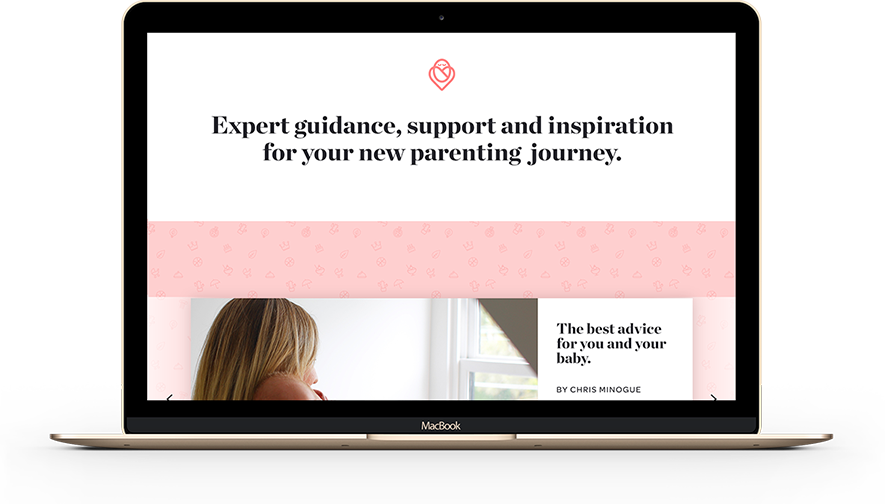 Expert guidance, support and inspiration
for your new parenting journey.
The best advice
for you and your
baby.
BY CHRIS MINOGUE
MacBook